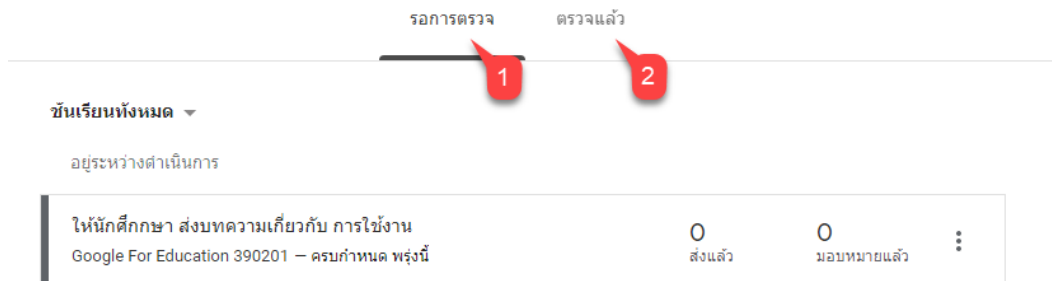 รอการตรวจ ตรวจแล้ว
1 2
ชั้นเรียนทั้งหมด
อยู่ระหว่างดำเนินการ
ให้นักศึกกษา ส่งบทความเกี่ยวกับ การใช้งาน
Google For Education 390201 — ครบกำหนด พรุ่งนี้
0 0
ส่งแล้ว มอบหมายแล้ว